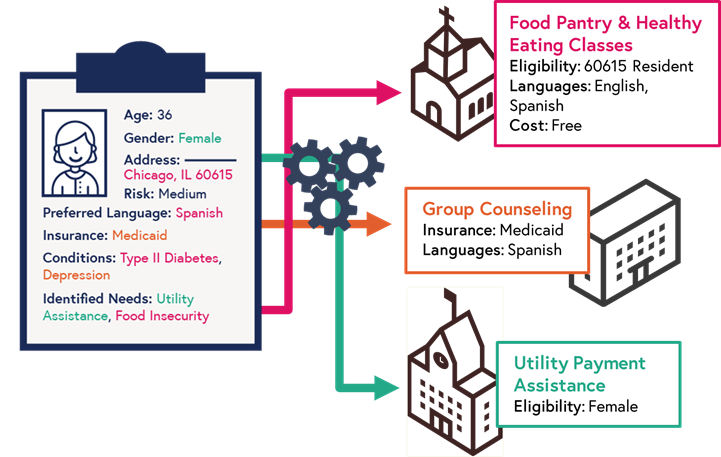 Age: 36
Gender: Female
Address:
Chicago, IL 60615
Risk: Medium
Preferred Language: Spanish
Insurance: Medicaid
Conditions: Type II Diabetes,
Depression
Identified Needs: Utility
Assistance, Food Insecurity
Food Pantry & Healthy
Eating Classes
Eligibility: 60615 Resident
Languages: English,
Spanish
Cost: Free
Group Counseling
Insurance: Medicaid
Languages: Spanish
Utility Payment
Assistance
Eligibility: Female